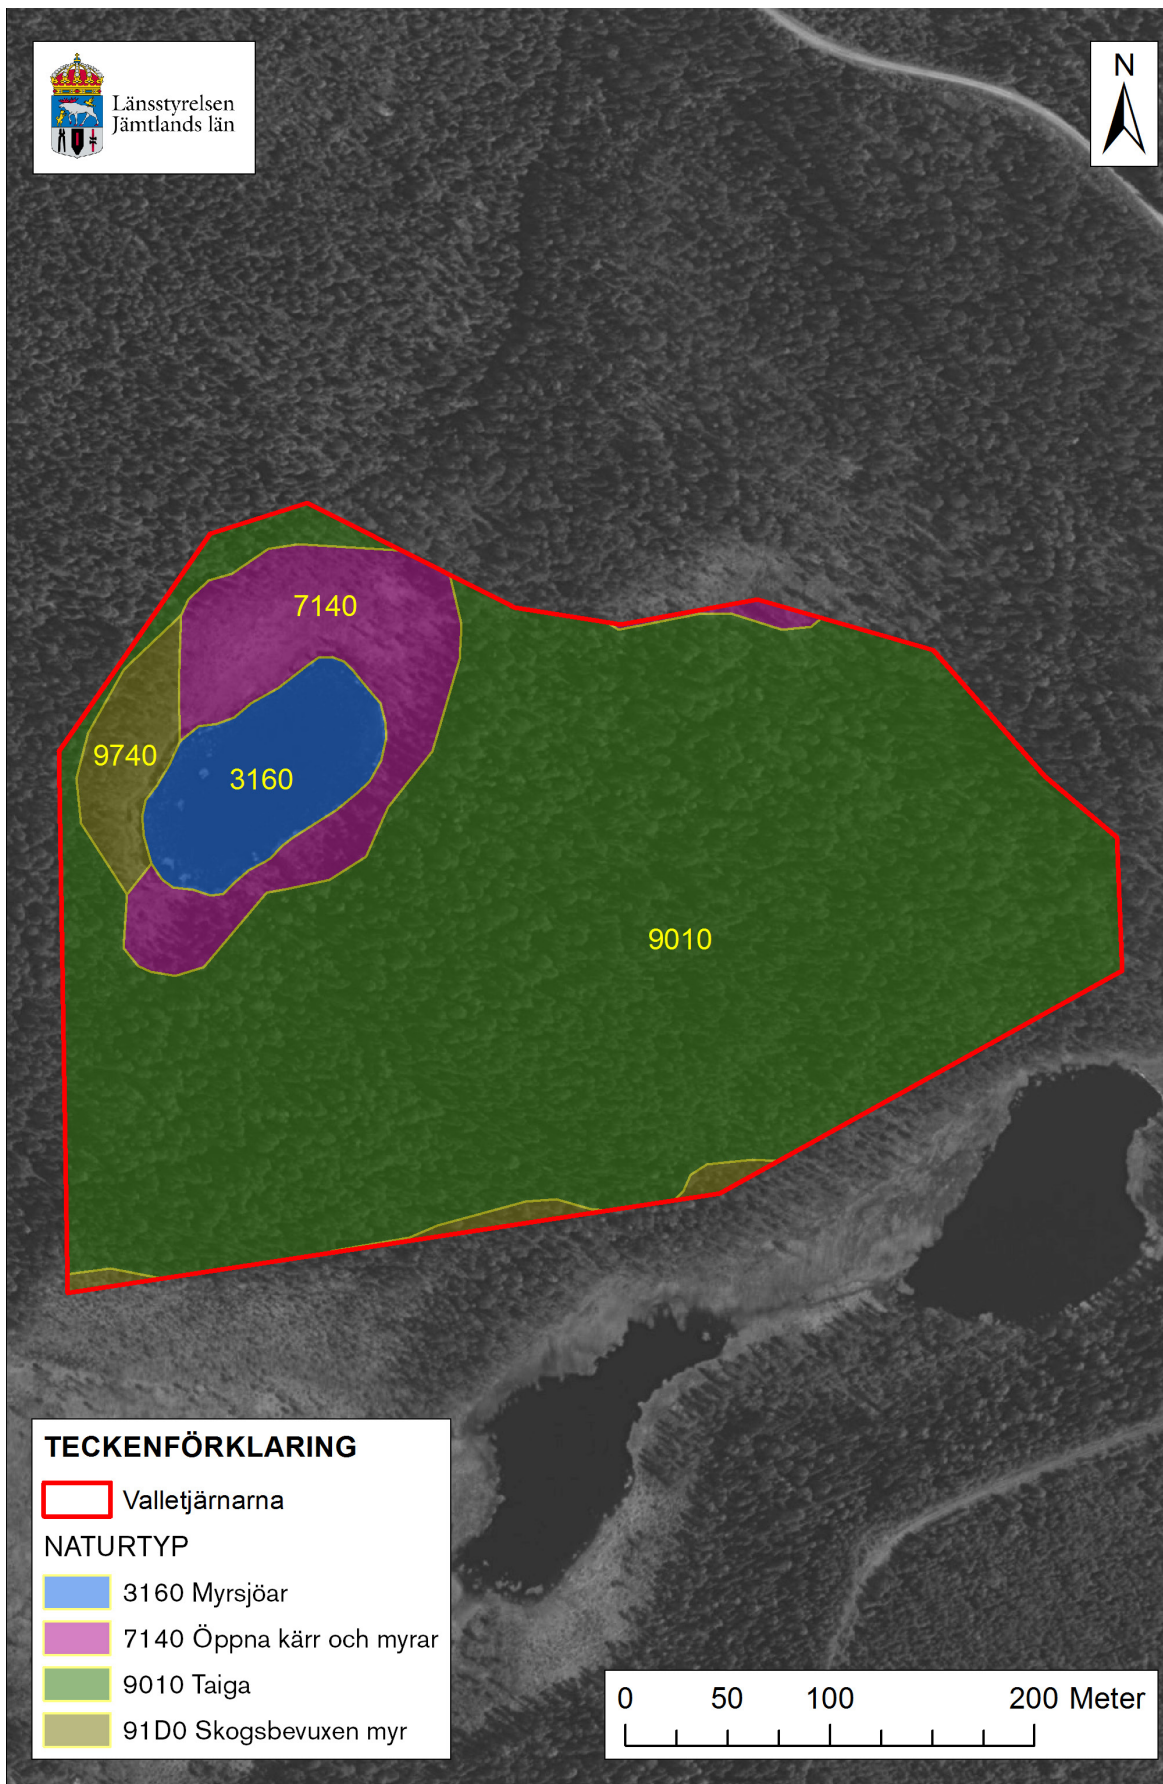 Länsstyrelsen
Jämtlands län
N
7140
9740
3160
9010
TECKENFÖRKLARING
Valletjärnarna
NATURTYP
3160 Myrsjöar
7140 Öppna kärr och myrar
9010 Taiga
91D0 Skogsbevuxen myr
0 50 100 200 Meter